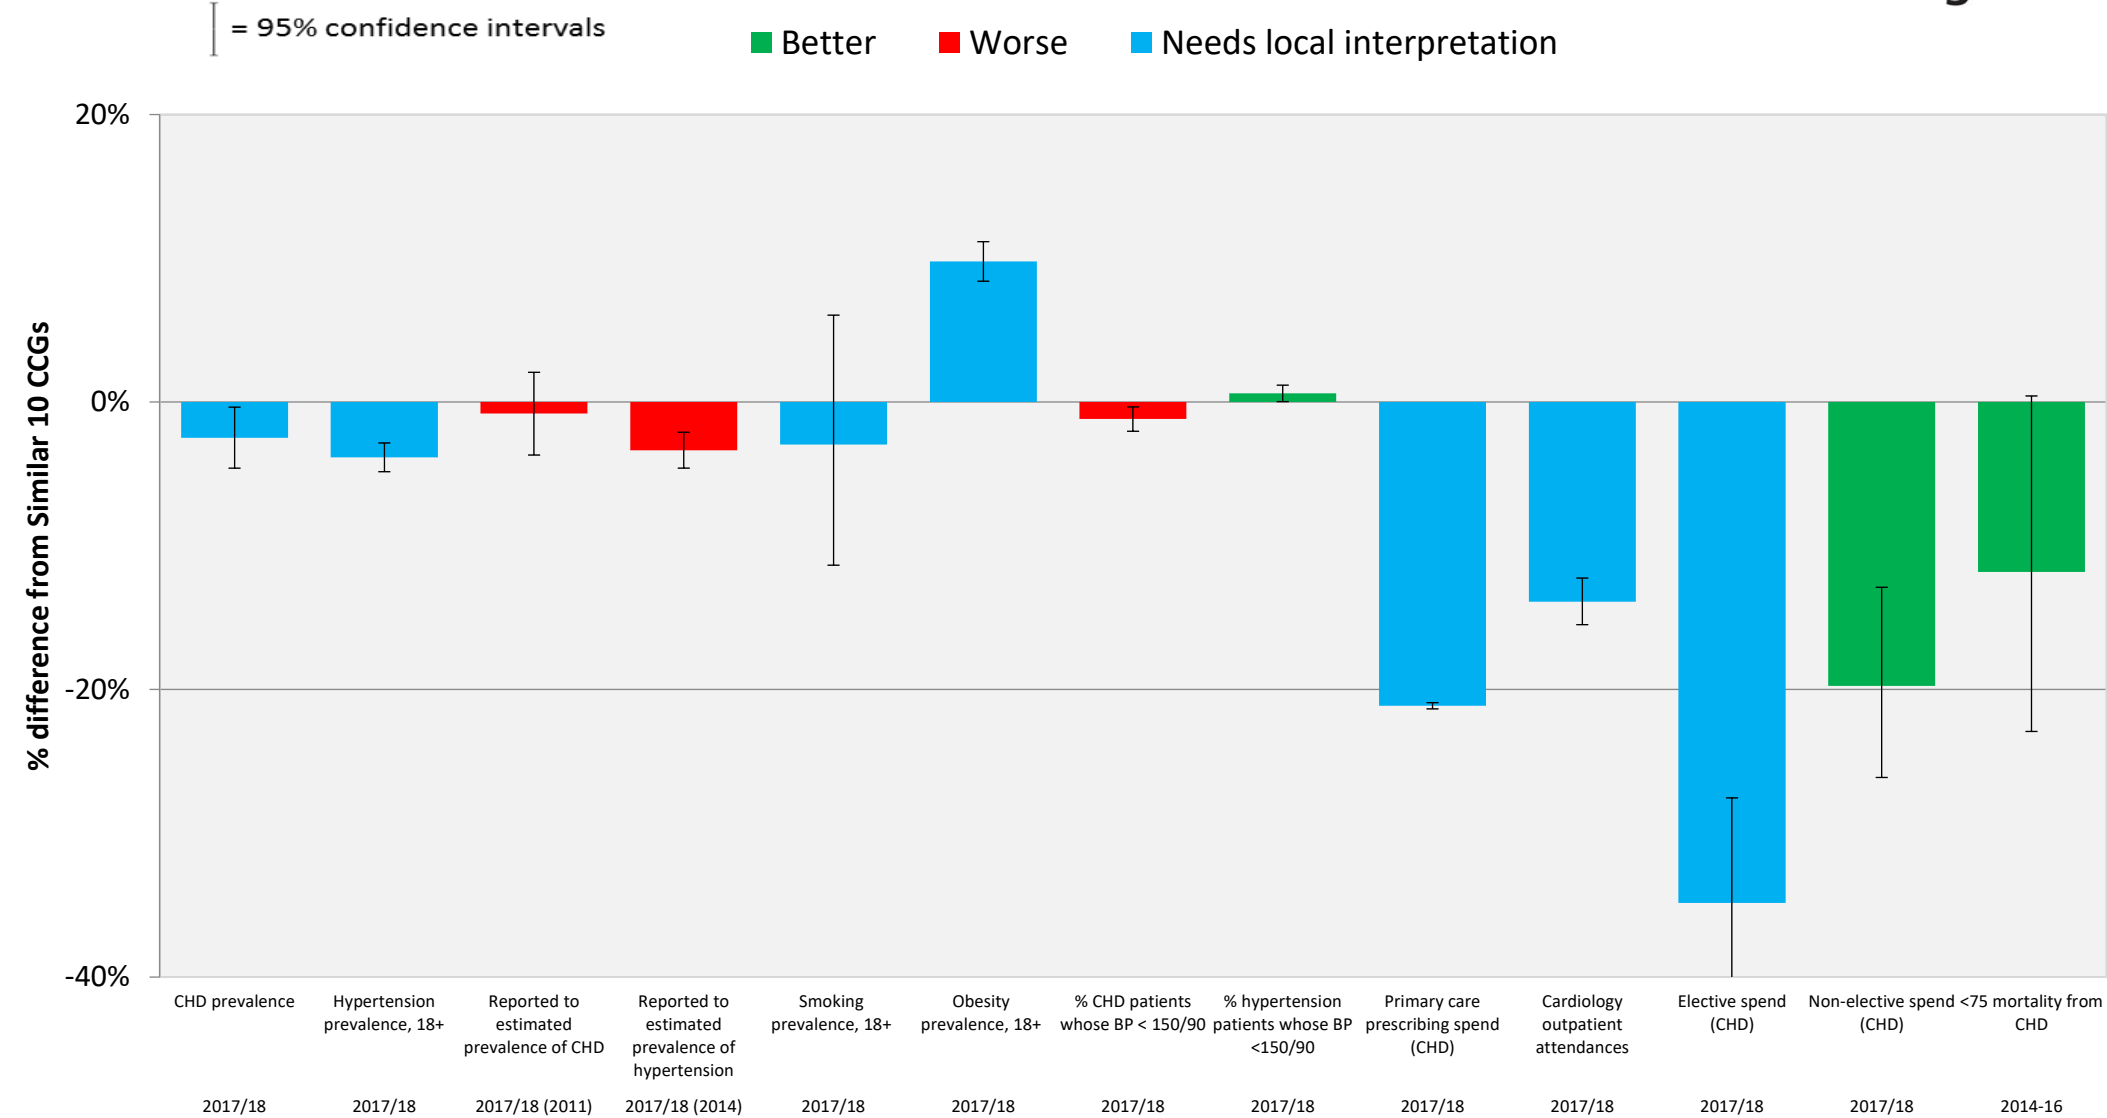 = 95% confidence intervals
Better
Worse
Needs local interpretation
% difference from Similar 10 CCGs
20%
0%
-20%
-40%
CHD prevalence
2017/18
Hypertension
prevalence, 18+
2017/18
Reported to
estimated
prevalence of CHD
2017/18 (2011)
Reported to
estimated
prevalence of
hypertension
2017/18 (2014)
Smoking
prevalence, 18+
2017/18
Obesity
prevalence, 18+
2017/18
% CHD patients
whose BP < 150/90
2017/18
% hypertension
patients whose BP
<150/90
2017/18
Primary care
prescribing spend
(CHD)
2017/18
Cardiology
outpatient
attendances
2017/18
Elective spend
(CHD)
2017/18
Non-elective spend
(CHD)
2017/18
<75 mortality from
CHD
2014-16